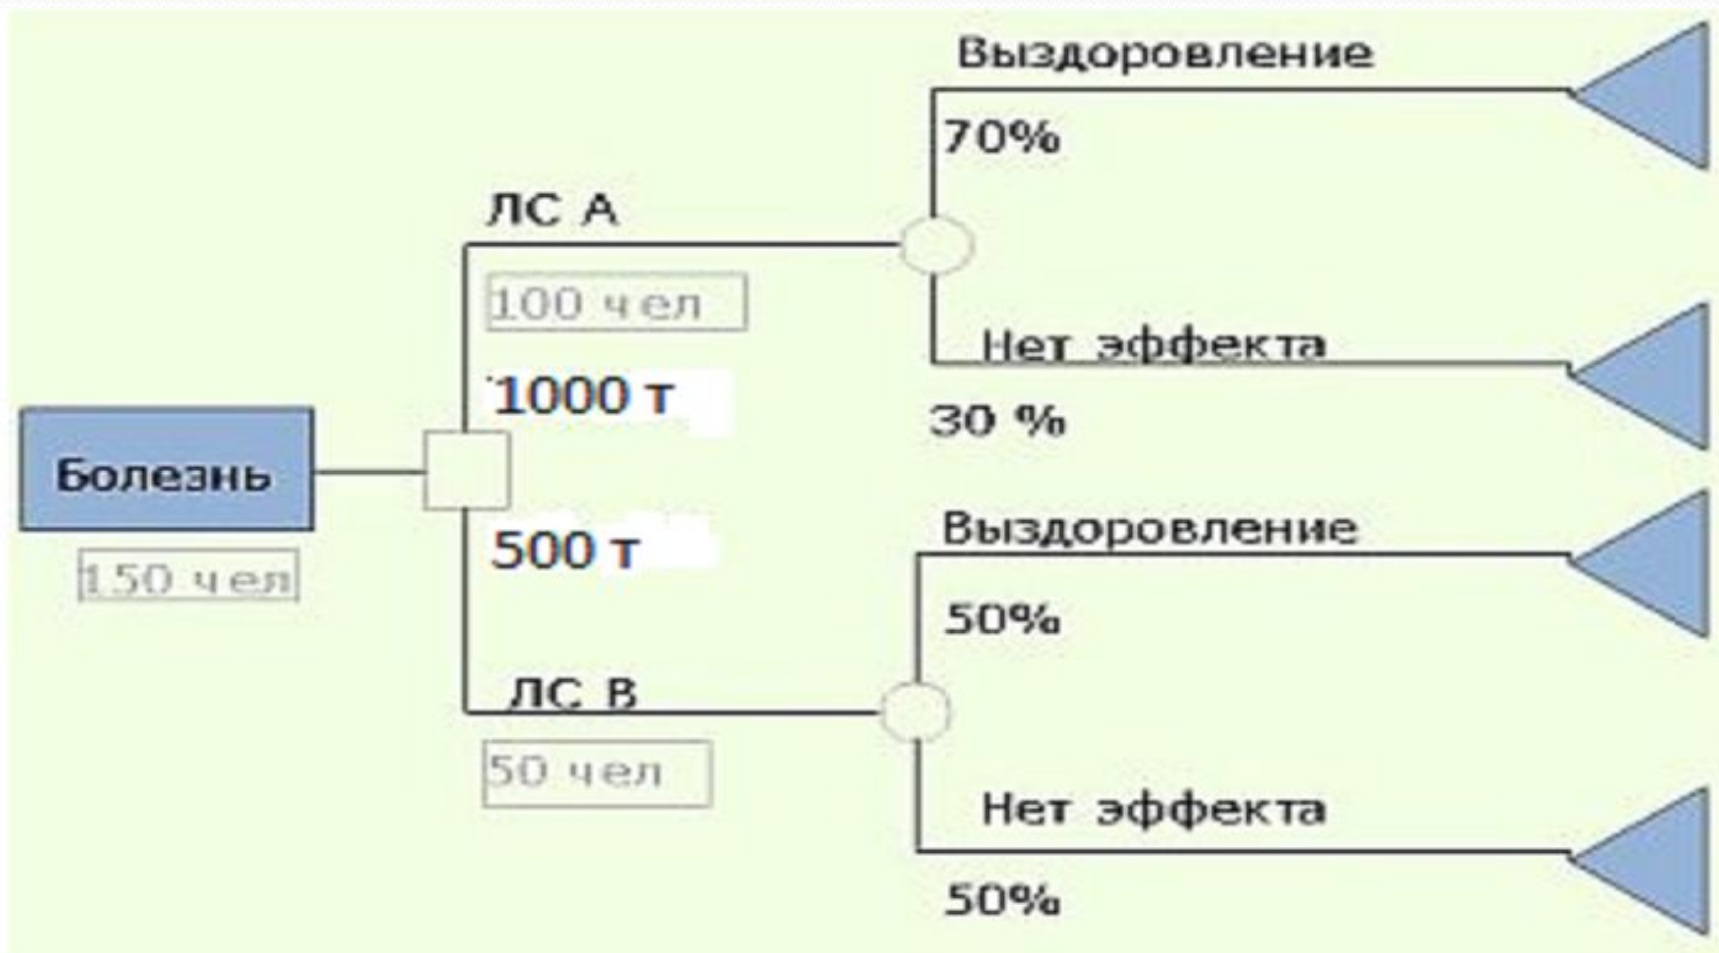 Выздоровление
70%
ЛС А
100 чел
Нет эффекта
30 %
1000 т
Болезнь
150 чел
500 т
Выздоровление
50%
ЛС В
50 чел
Нет эффекта
50%